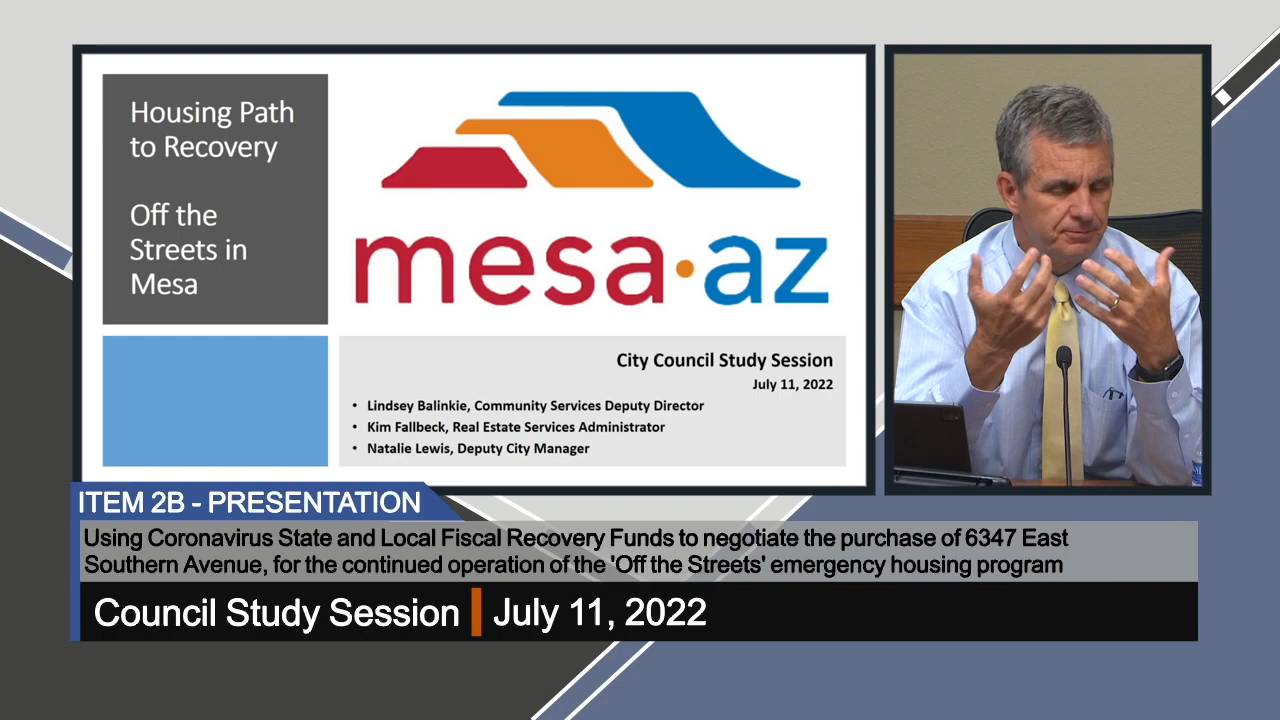 Housing Path
to Recovery
Off the
Streets in
Mesa
mesa·az
City Council Study Session
July 11, 2022
• Lindsey Balinkie, Community Services Deputy Director
• Kim Fallbeck, Real Estate Services Administrator
• Natalie Lewis, Deputy City Manager
ITEM 2B - PRESENTATION
Using Coronavirus State and Local Fiscal Recovery Funds to negotiate the purchase of 6347 East
Southern Avenue, for the continued operation of the 'Off the Streets' emergency housing program
Council Study Session | July 11, 2022